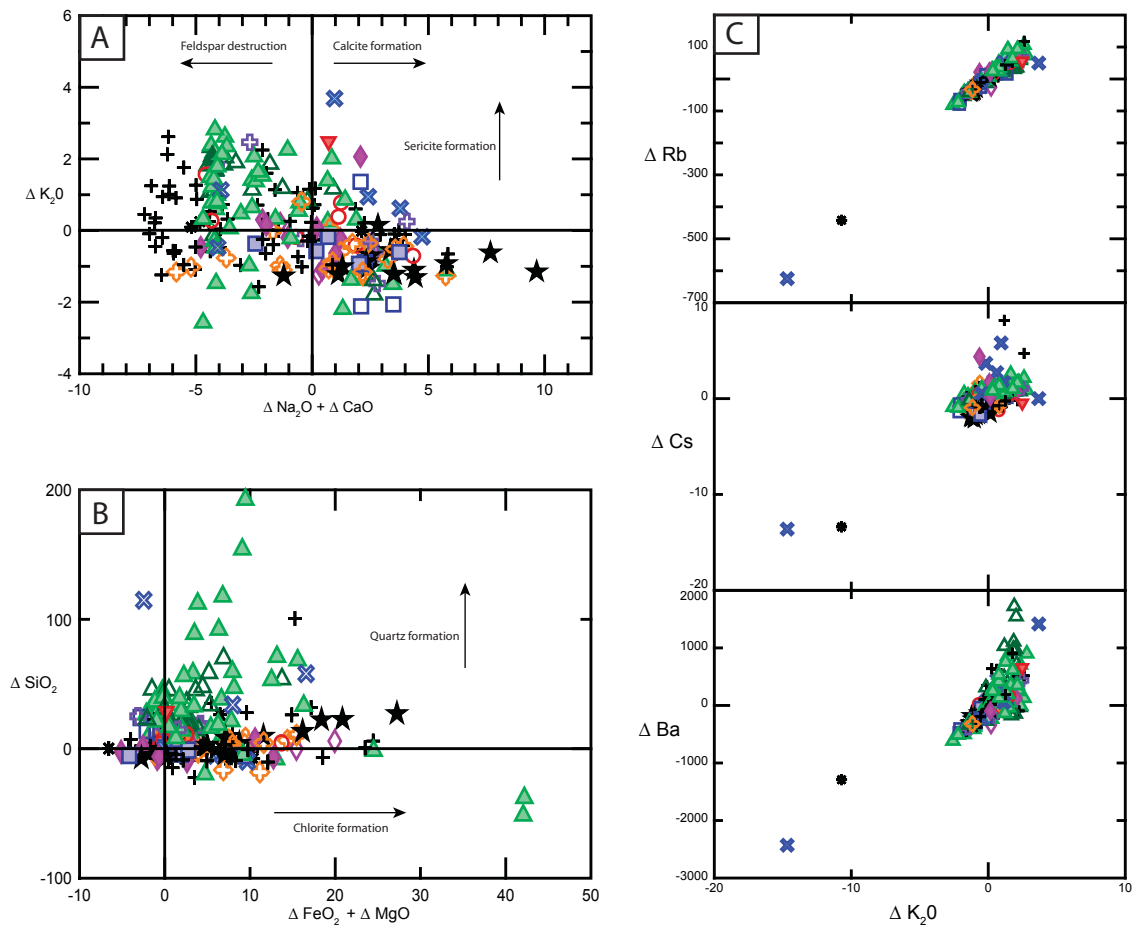 A
Feldspar destruction
Calcite formation
Sericite formation
6
4
2
0
-2
-4
Δ K₂0
-10
-5
0
5
10
Δ Na₂O + Δ CaO
B
200
100
0
-100
Δ SiO₂
Quartz formation
Chlorite formation
-10
0
10
20
30
40
50
Δ FeO₂ + Δ MgO
C
100
-100
-300
-500
-700
Δ Rb
10
0
-10
-20
Δ Cs
2000
1000
0
-1000
-2000
-3000
Δ Ba
-20
-10
0
10
Δ K₂0